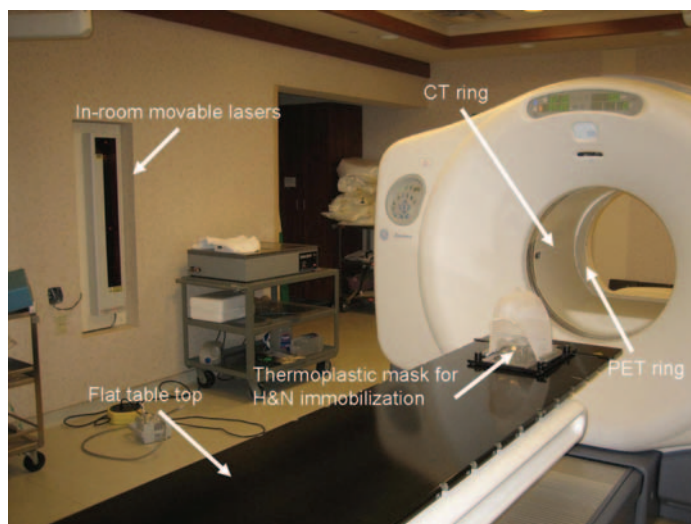 CT ring
In-room movable lasers
Thermoplastic mask for
H&N immobilization
PET ring
Flat table top